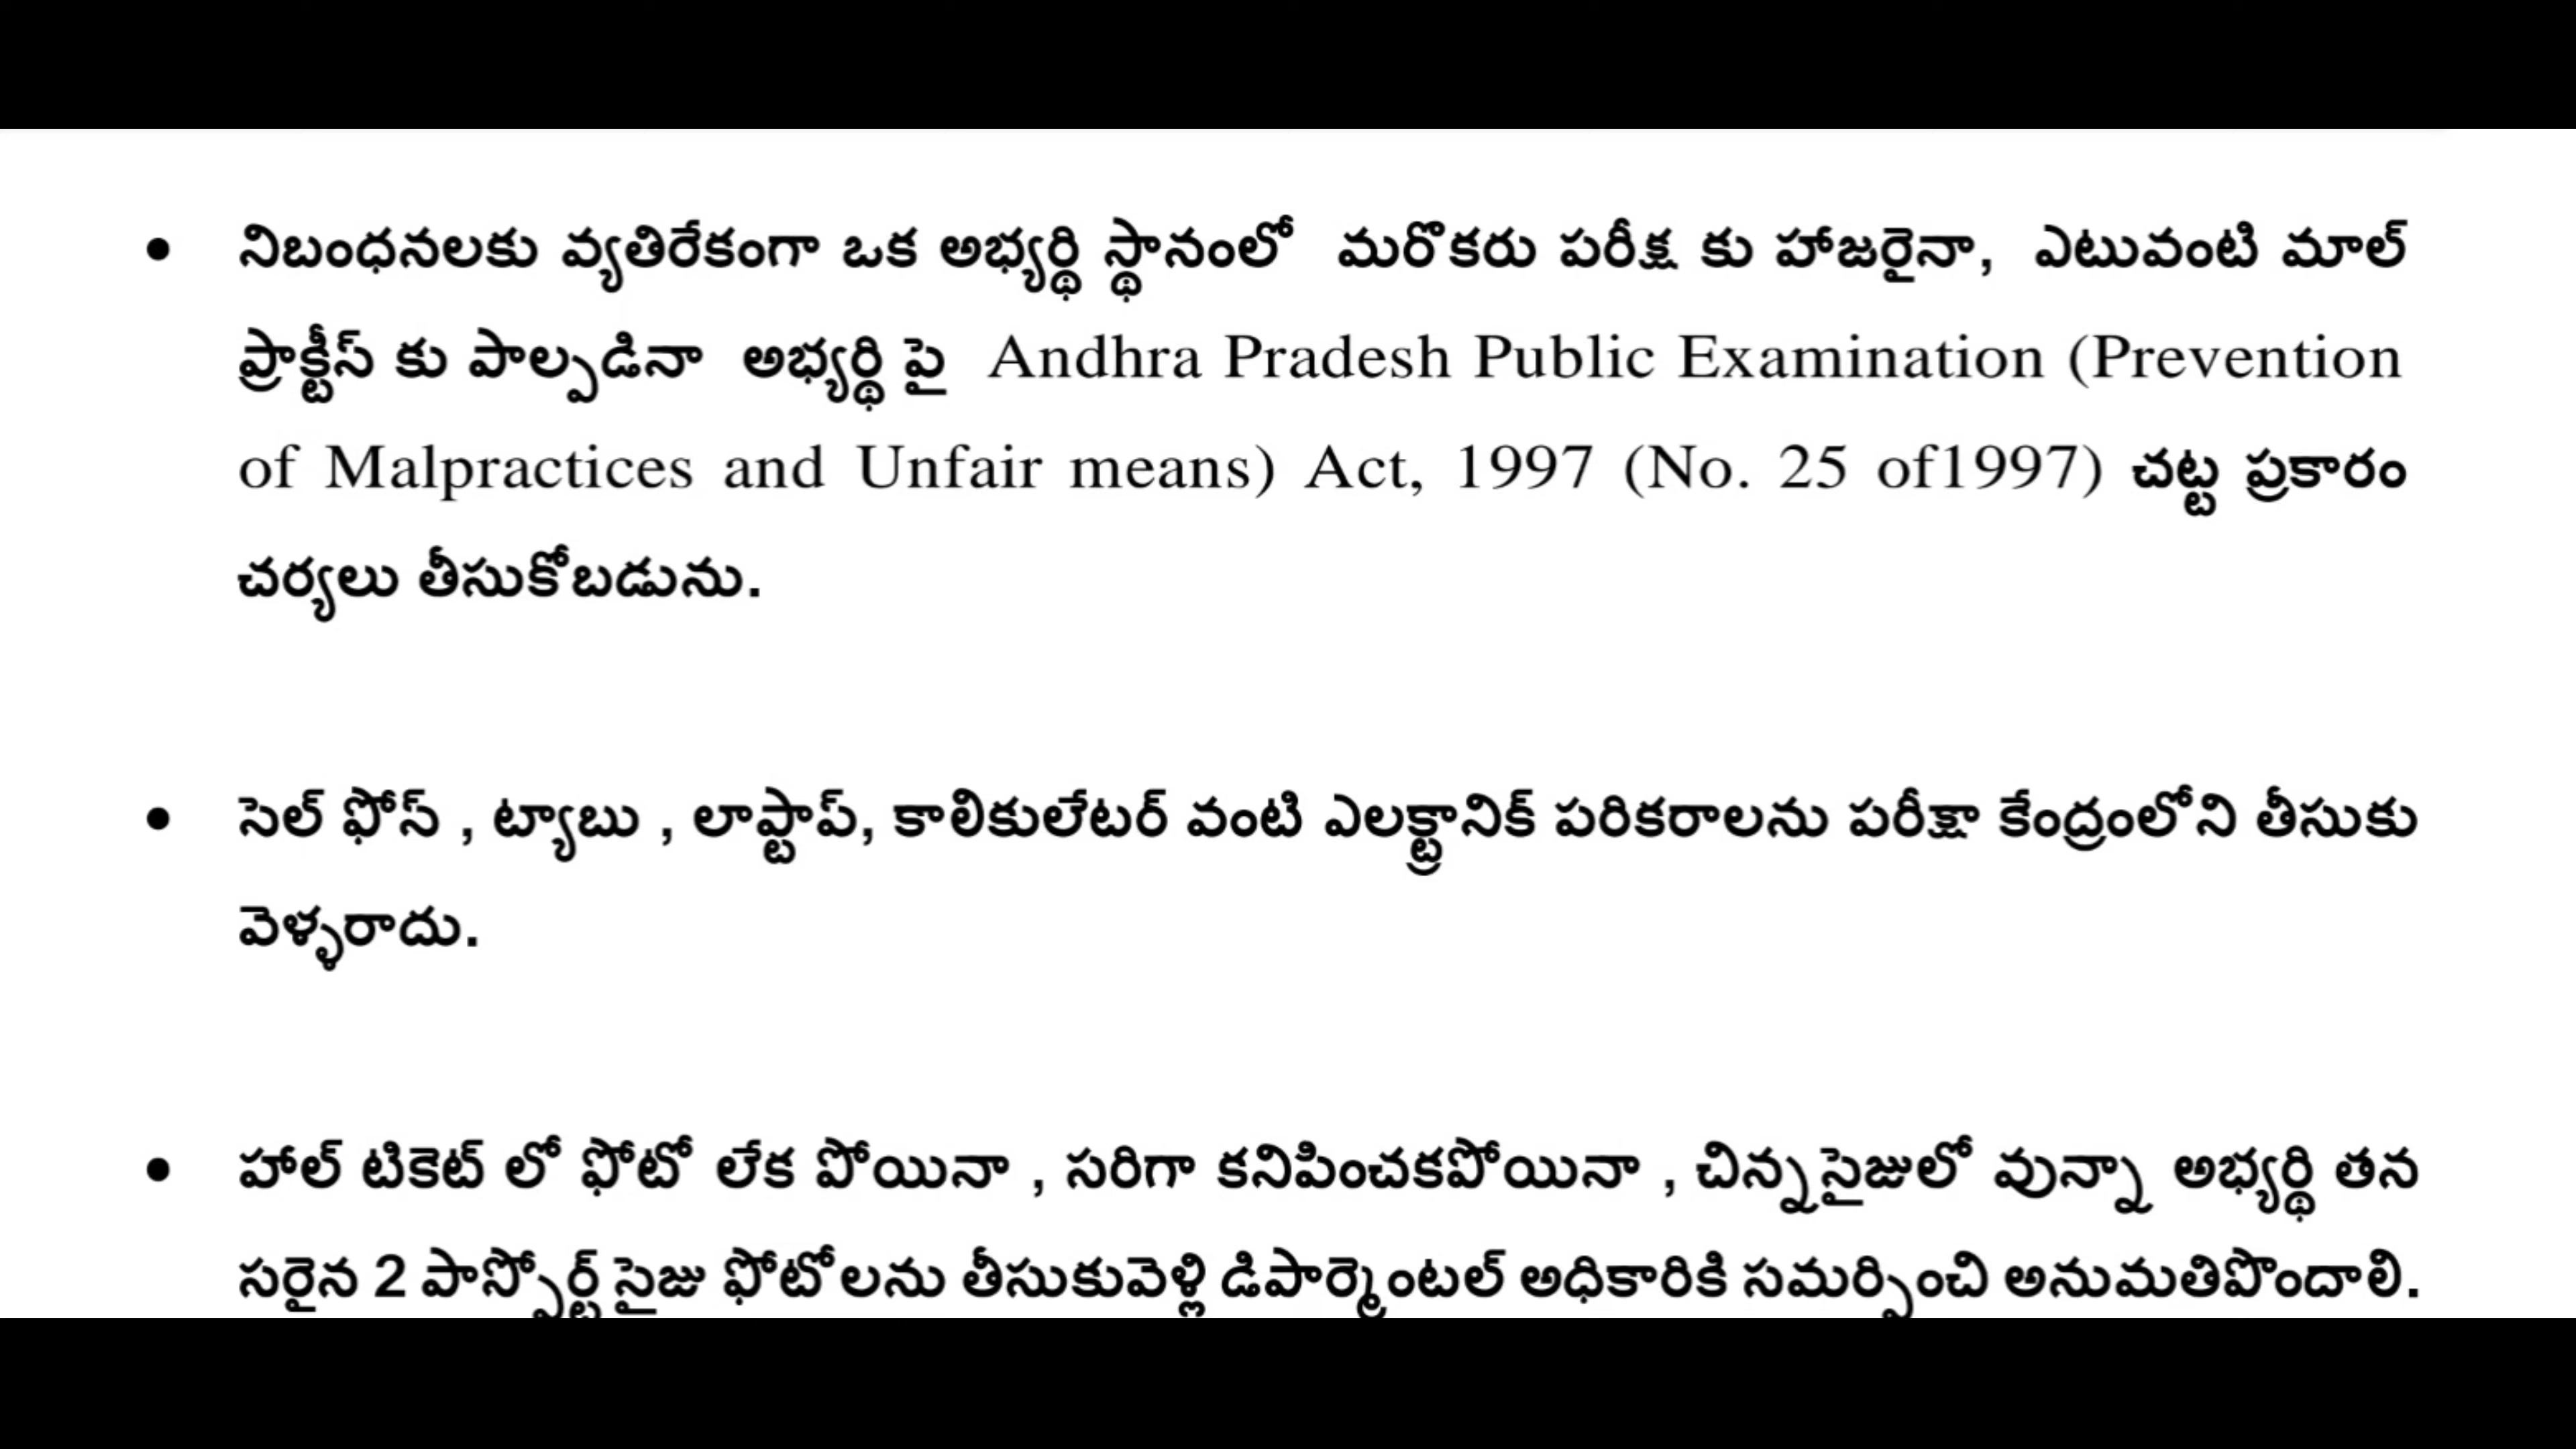 • నిబంధనలకు వ్యతిరేకంగా ఒక అభ్యర్థి స్థానంలో మరొకరు పరీక్ష కు హాజరైనా, ఎటువంటి మాల్
ప్రాక్టీస్ కు పాల్పడినా అభ్యర్థి పై Andhra Pradesh Public Examination (Prevention
of Malpractices and Unfair means) Act, 1997 (No. 25 of1997) చట్ట ప్రకారం
చర్యలు తీసుకోబడును.
• సెల్ ఫోన్ , ట్యాబు , లాప్టాప్, కాలికులేటర్ వంటి ఎలక్ట్రానిక్ పరికరాలను పరీక్షా కేంద్రంలోని తీసుకు
వెళ్ళరాదు.
• హాల్ టికెట్ లో ఫోటో లేక పోయినా , సరిగా కనిపించకపోయినా , చిన్నసైజులో వున్నా అభ్యర్థి తన
సరైన 2 పాస్పోర్ట్ సైజు ఫోటోలను తీసుకువెళ్లి డిపార్మెంటల్ అధికారికి సమర్పించి అనుమతిపొందాలి.